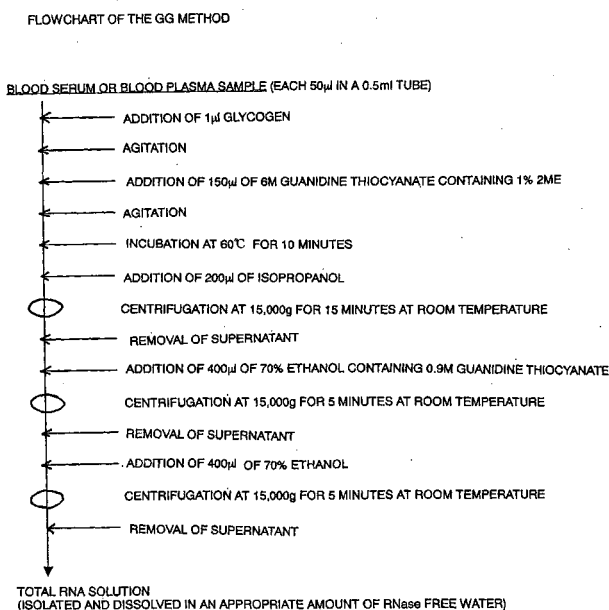 FLOWCHART OF THE GG METHOD
BLOOD SERUM OR BLOOD PLASMA SAMPLE (EACH 50µl IN A 0.5ml TUBE)
ADDITION OF 1µl GLYCOGEN
AGITATION
ADDITION OF 150µl OF 6M GUANIDINE THIOCYANATE CONTAINING 1% 2ME
AGITATION
INCUBATION AT 60℃ FOR 10 MINUTES
ADDITION OF 200µl OF ISOPROPANOL
CENTRIFUGATION AT 15,000g FOR 15 MINUTES AT ROOM TEMPERATURE
REMOVAL OF SUPERNATANT
ADDITION OF 400µl OF 70% ETHANOL CONTAINING 0.9M GUANIDINE THIOCYANATE
CENTRIFUGATION AT 15,000g FOR 5 MINUTES AT ROOM TEMPERATURE
REMOVAL OF SUPERNATANT
ADDITION OF 400µl OF 70% ETHANOL
CENTRIFUGATION AT 15,000g FOR 5 MINUTES AT ROOM TEMPERATURE
REMOVAL OF SUPERNATANT
TOTAL RNA SOLUTION
(ISOLATED AND DISSOLVED IN AN APPROPRIATE AMOUNT OF RNase FREE WATER)